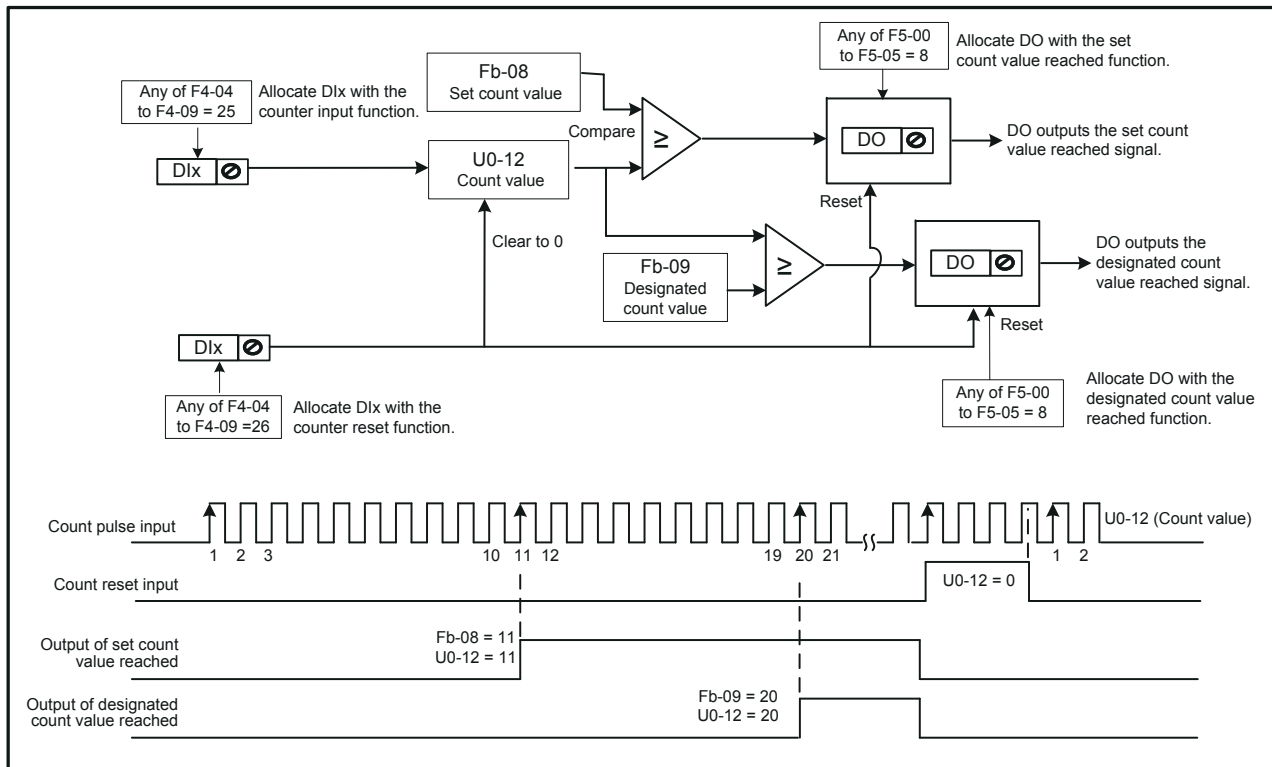 Any of F5-00
to F5-05 = 8
Allocate DO with the set
count value reached function.
Fb-08
Set count value
Any of F4-04
to F4-09 = 25
Allocate DIx with the
counter input function.
Compare
≥
DO
DO outputs the set count
value reached signal.
DIx
U0-12
Count value
Reset
Clear to 0
Fb-09
Designated
count value
≥
DO
DO outputs the
designated count
value reached signal.
Reset
DIx
Any of F4-04
to F4-09 =26
Allocate DIx with the
counter reset function.
Any of F5-00
to F5-05 = 8
Allocate DO with the
designated count value
reached function.
Count pulse input
U0-12 (Count value)
1 2 3 10 11 12 19 20 21 1 2
Count reset input
U0-12 = 0
Output of set count
value reached
Fb-08 = 11
U0-12 = 11
Output of designated
count value reached
Fb-09 = 20
U0-12 = 20